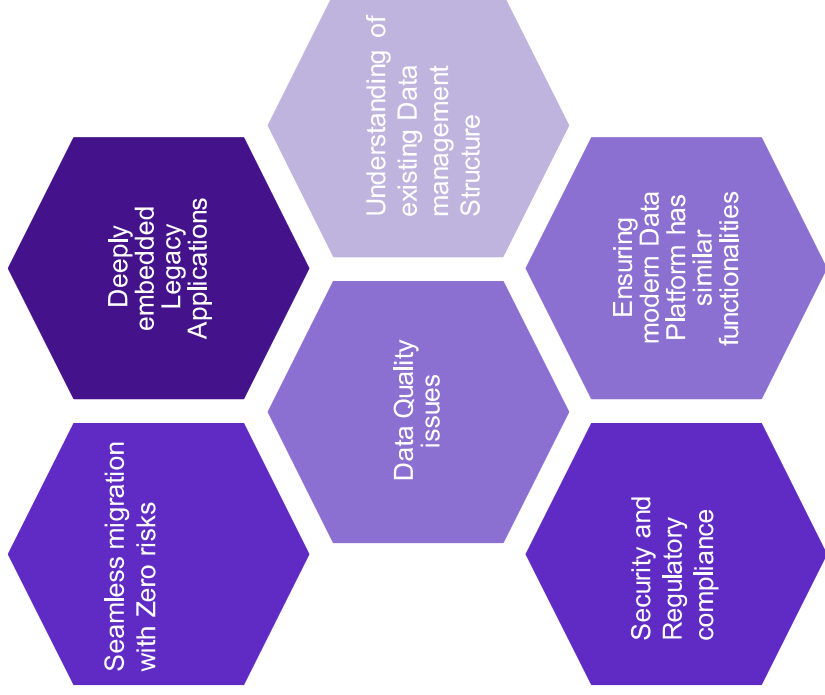 Seamless migration
with Zero risks
Deeply
embedded
Legacy
Applications
Data Quality
issues
Understanding of
existing Data
management
Structure
Security and
Regulatory
compliance
Ensuring
modern Data
Platform has
similar
functionalities